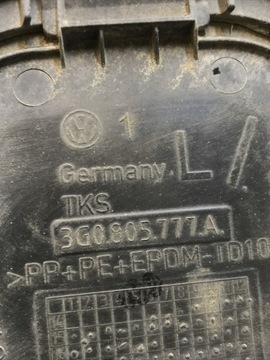 1
Germany L
TKS
3G0.805.777.A
>PP+PE+EPDM-TD10